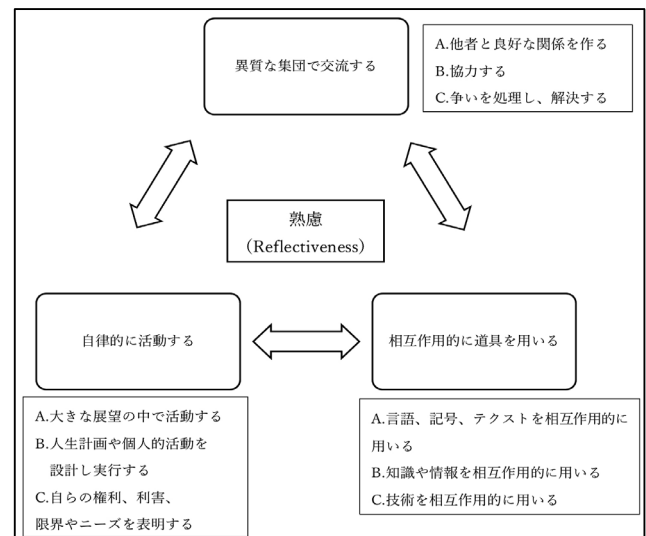 異質な集団で交流する
A.他者と良好な関係を作る
B.協力する
C.争いを処理し、解決する
熟慮
（Reflectiveness）
自律的に活動する
相互作用的に道具を用いる
A.大きな展望の中で活動する
B.人生計画や個人的活動を
設計し実行する
C.自らの権利、利害、
限界やニーズを表明する
A.言語、記号、テクストを相互作用的に
用いる
B.知識や情報を相互作用的に用いる
C.技術を相互作用的に用いる